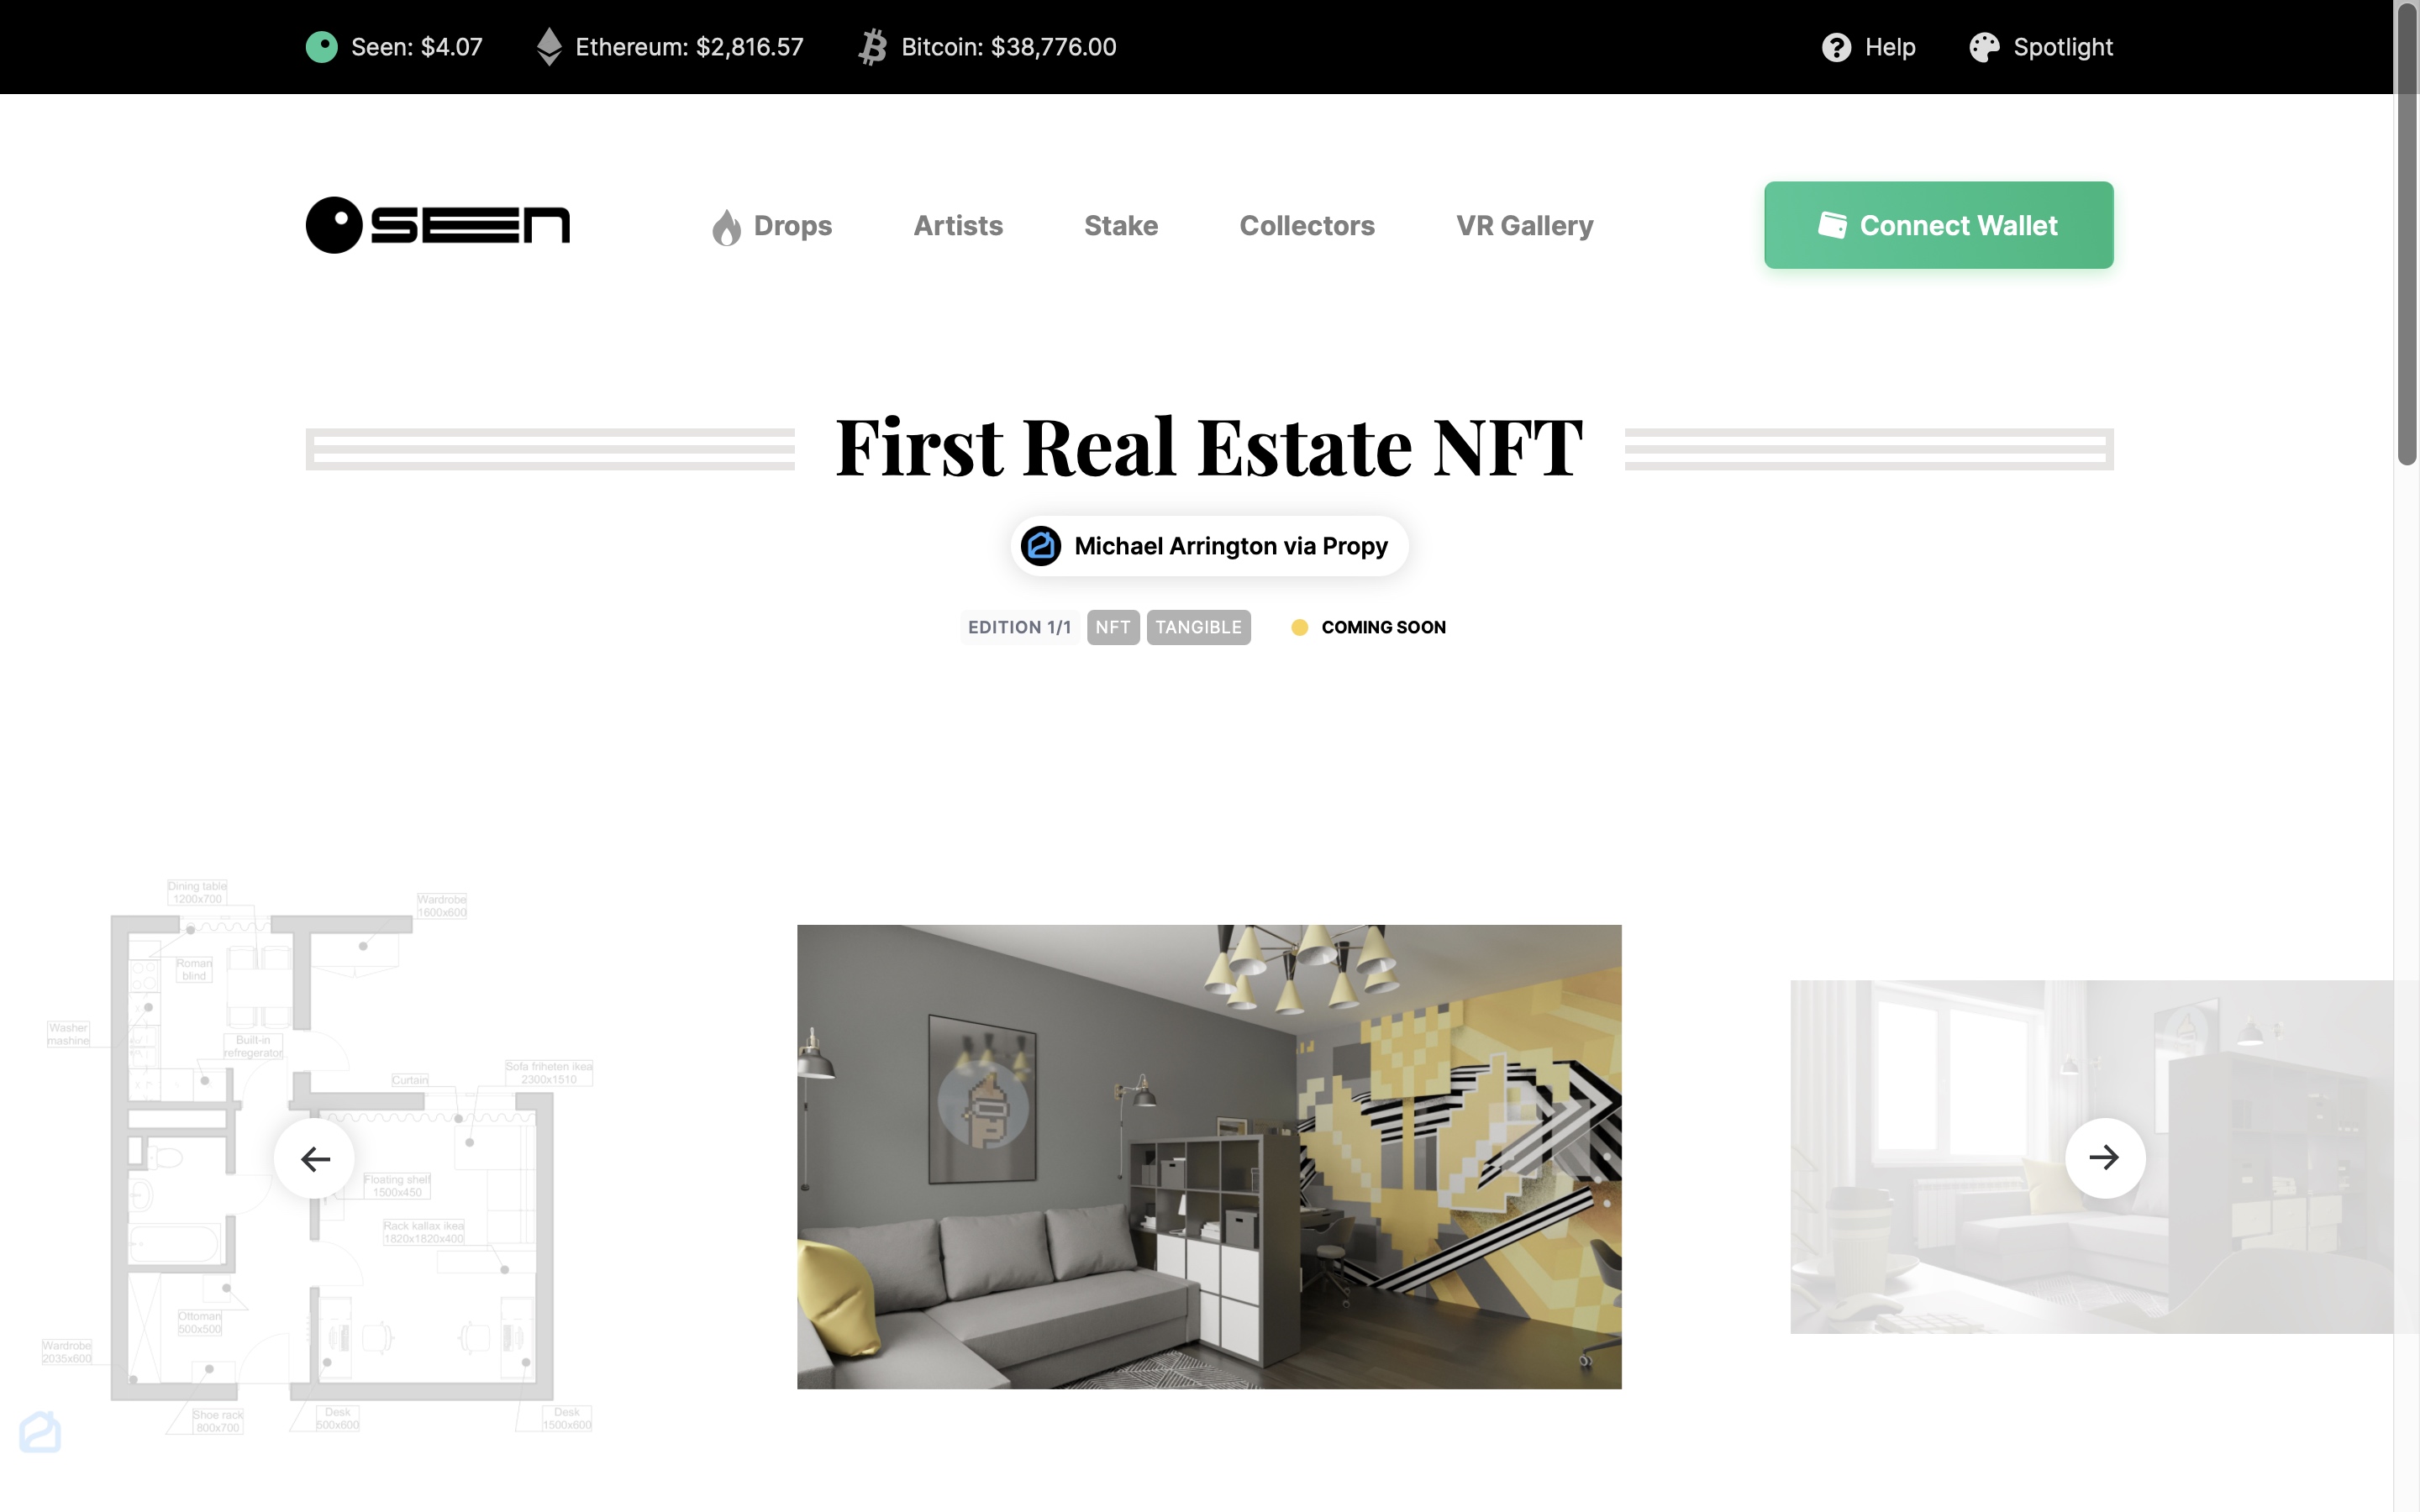 Seen: $4.07 Ethereum: $2,816.57 Bitcoin: $38,776.00 Help Spotlight
SEEN Drops Artists Stake Collectors VR Gallery Connect Wallet
First Real Estate NFT
Michael Arrington via Propy
EDITION 1/1 NFT TANGIBLE COMING SOON
Dining table
1200x700
Wardrobe
1600x600
Roman
blind
Washer
mashine
Built-in
refregerator
Sofa friheten ikea
2300x1510
Curtain
Floating shelf
1500x450
Rack kallax ikea
1820x1820x400
Ottoman
500x500
Wardrobe
2035x600
Shoe rack
800x700
Desk
500x600
Desk
1500x600